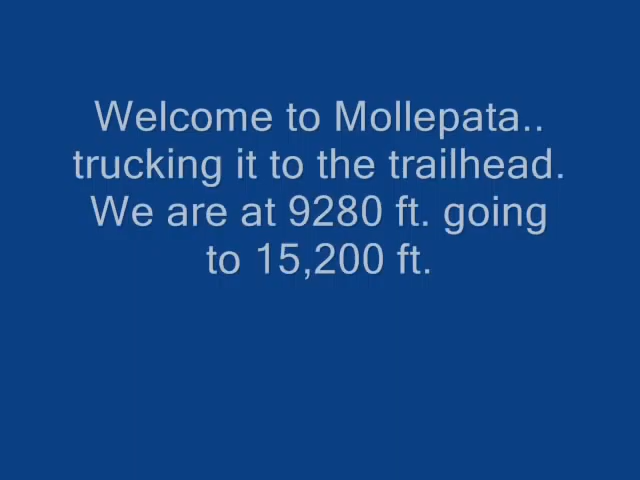 Welcome to Mollepata..
trucking it to the trailhead.
We are at 9280 ft. going
to 15,200 ft.